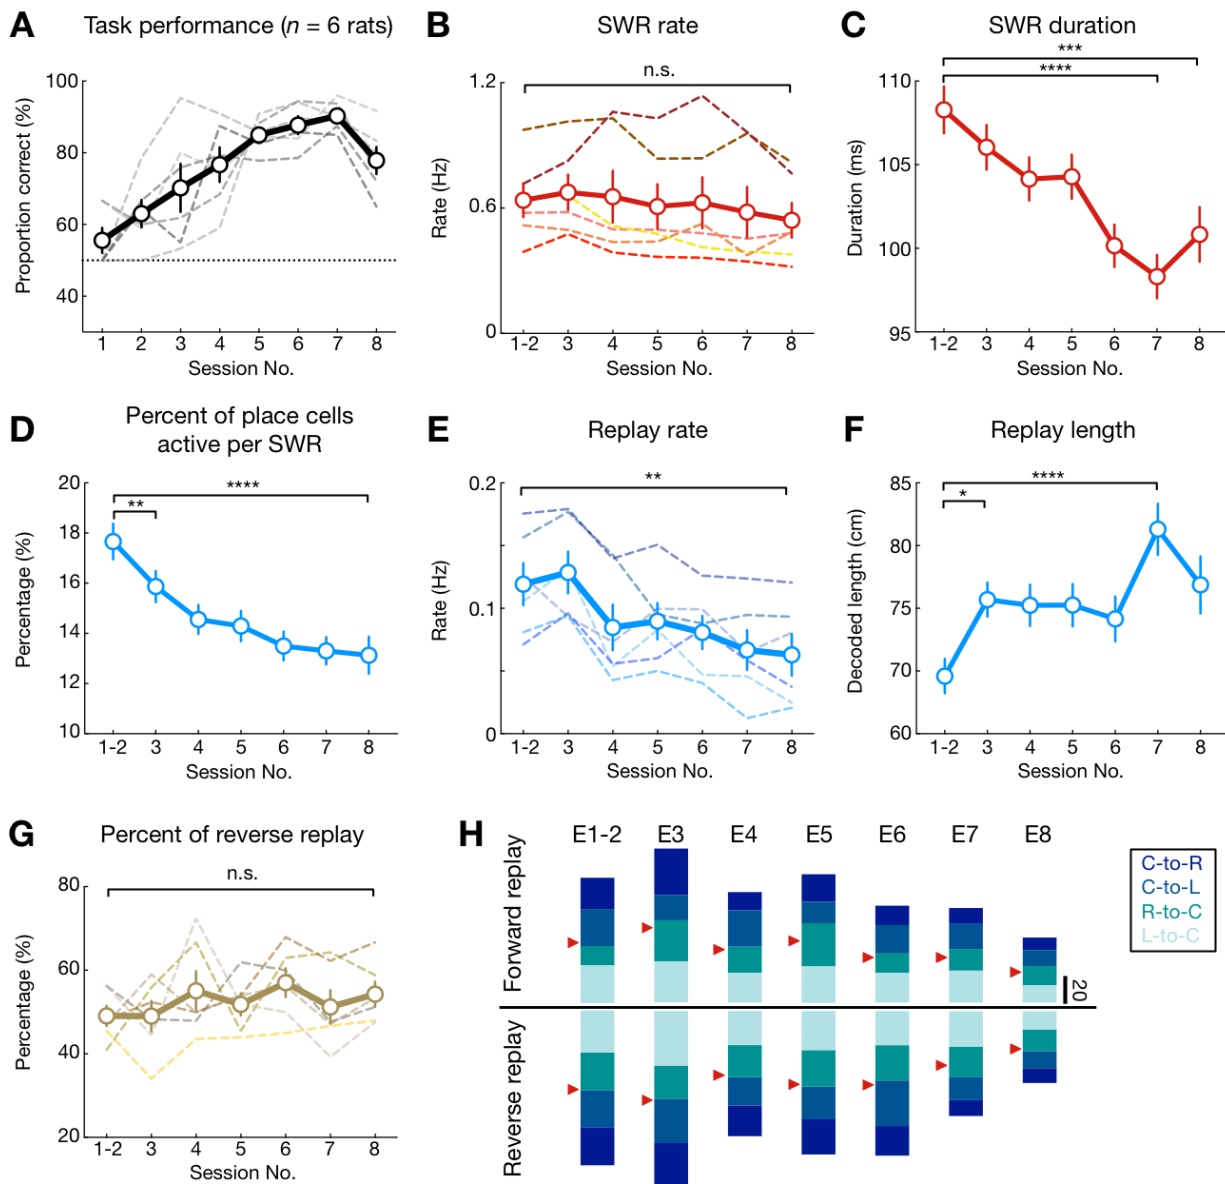 A
Task performance (n = 6 rats)
Proportion correct (%)
100
80
60
40
1 2 3 4 5 6 7 8
Session No.
B
SWR rate
n.s.
Rate (Hz)
1.2
0.6
0
1-2 3 4 5 6 7 8
Session No.
C
SWR duration
***
****
Duration (ms)
110
105
100
95
1-2 3 4 5 6 7 8
Session No.
D
Percent of place cells
active per SWR
****
**
Percentage (%)
20
18
16
14
12
10
1-2 3 4 5 6 7 8
Session No.
E
Replay rate
**
Rate (Hz)
0.2
0.1
0
1-2 3 4 5 6 7 8
Session No.
F
Replay length
****
*
Decoded length (cm)
85
80
75
70
60
1-2 3 4 5 6 7 8
Session No.
G
Percent of reverse replay
n.s.
Percentage (%)
80
60
40
20
1-2 3 4 5 6 7 8
Session No.
H
E1-2 E3 E4 E5 E6 E7 E8
Forward replay
Reverse replay
20
C-to-R
C-to-L
R-to-C
L-to-C